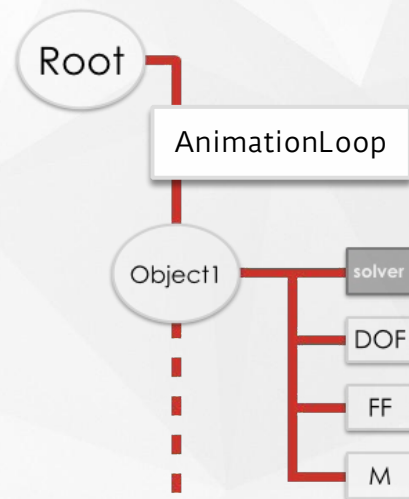 Root
AnimationLoop
Object1
solver
DOF
FF
M